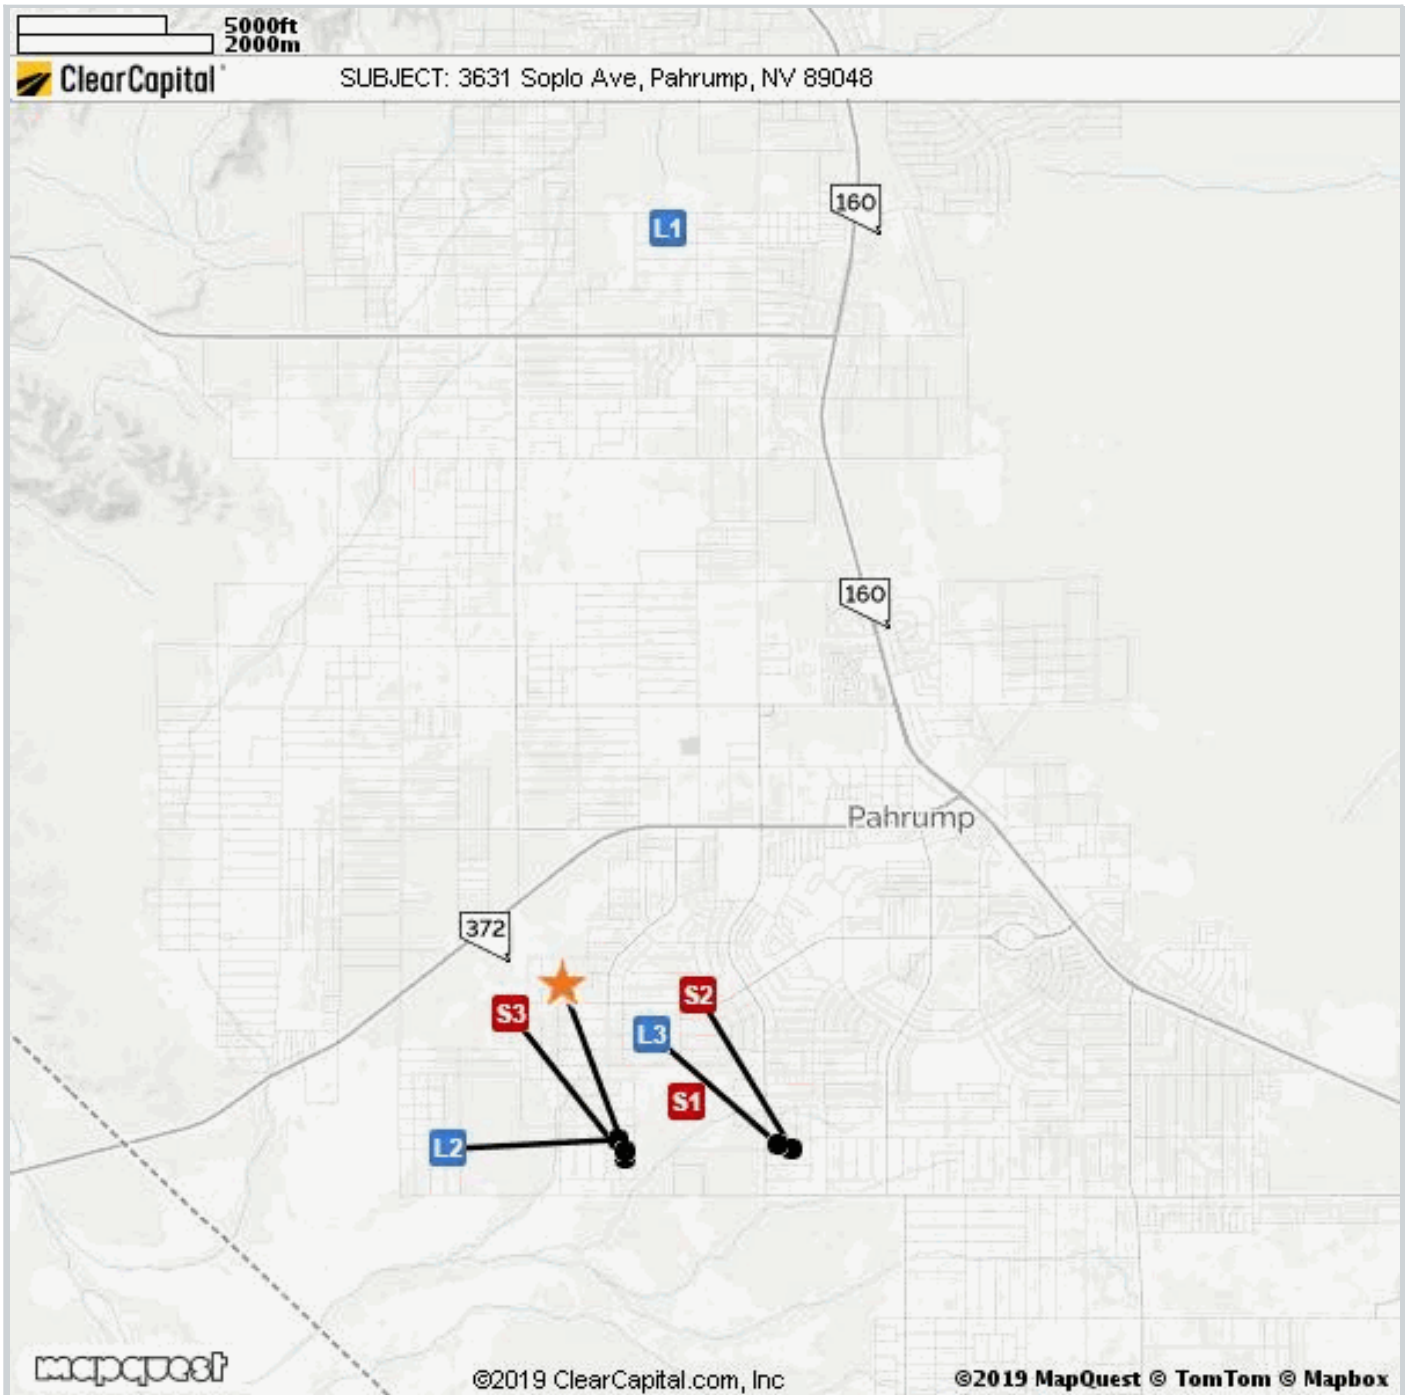 5000ft
2000m
ClearCapital
SUBJECT: 3631 Soplo Ave, Pahrump, NV 89048
160
L1
160
Pahrump
372
S2
S3
L3
S1
L2
mapquest
©2019 ClearCapital.com, Inc
©2019 MapQuest © TomTom © Mapbox